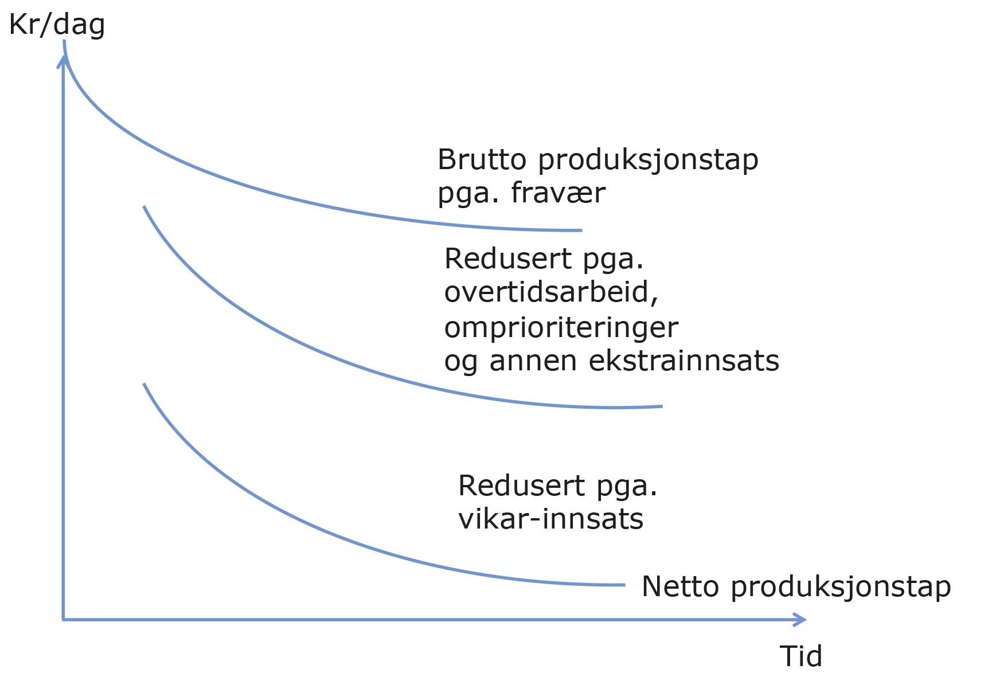 Kr/dag
Brutto produksjonstap
pga. fravær
Redusert pga.
overtidsarbeid,
omprioriteringer
og annen ekstrainnsats
Redusert pga.
vikar-innsats
Netto produksjonstap
Tid